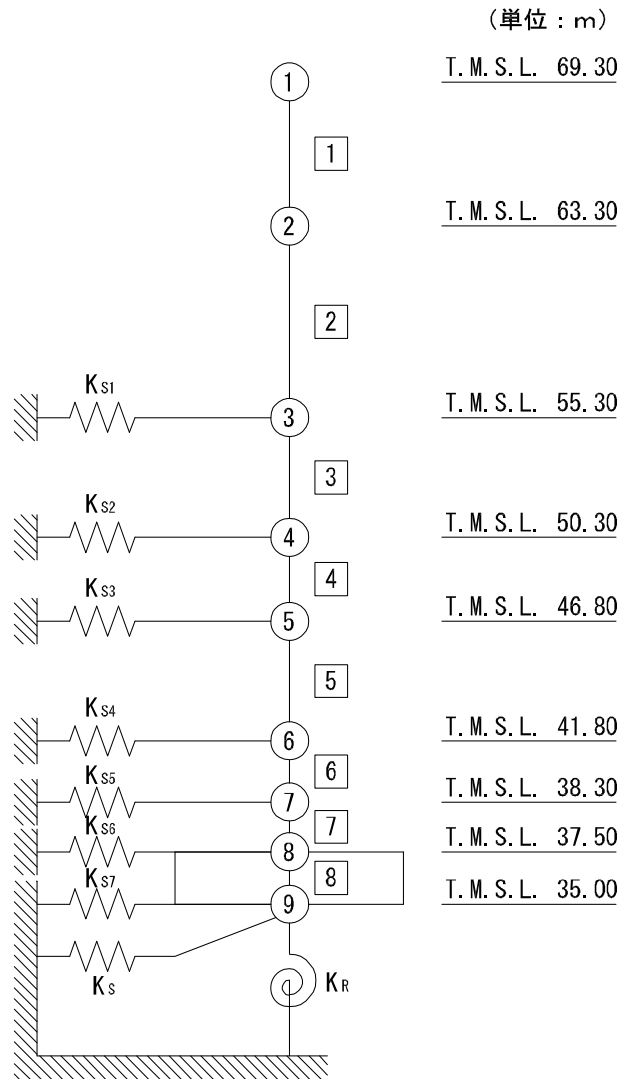 (単位：m)
① T.M.S.L. 69.30
1
② T.M.S.L. 63.30
2
KS1 ③ T.M.S.L. 55.30
3
KS2 ④ T.M.S.L. 50.30
4
KS3 ⑤ T.M.S.L. 46.80
5
KS4 ⑥ T.M.S.L. 41.80
6
KS5 ⑦ T.M.S.L. 38.30
7
KS6 ⑧ T.M.S.L. 37.50
8
KS7 ⑨ T.M.S.L. 35.00
KS KR